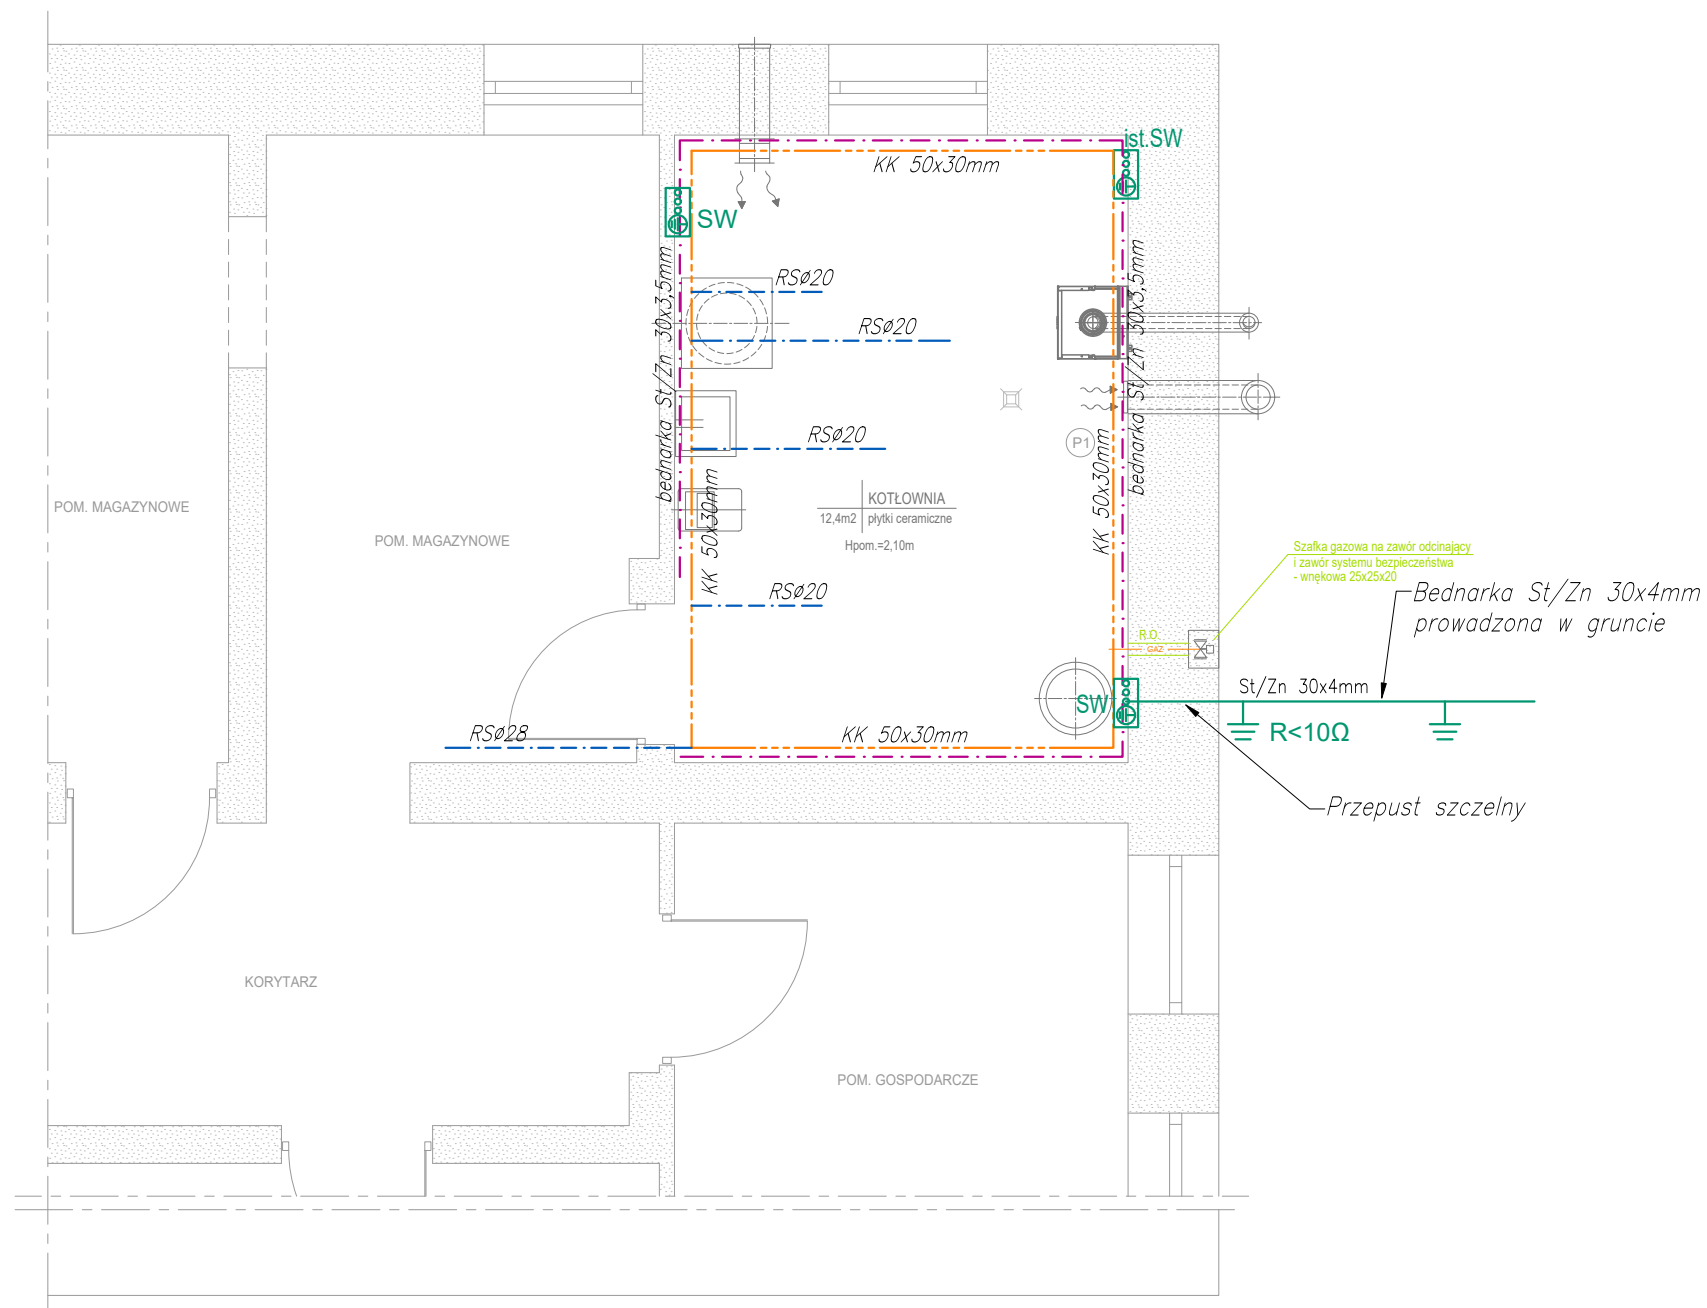 ist.SW
KK 50x30mm
SW
RSø20
RSø20
RSø20
RSø20
RSø28
bednarka St/Zn 30x3,5mm
bednarka St/Zn 30x3,5mm
KK 50x30mm
KK 50x30mm
P1
KOTŁOWNIA
12,4m2
płytki ceramiczne
Hpom.=2,10m
POM. MAGAZYNOWE
POM. MAGAZYNOWE
Szafka gazowa na zawór odcinający
i zawór systemu bezpieczeństwa
- wnękowa 25x25x20
Bednarka St/Zn 30x4mm
prowadzona w gruncie
R.O.
GAZ
SW
St/Zn 30x4mm
R<10Ω
KK 50x30mm
Przepust szczelny
KORYTARZ
POM. GOSPODARCZE